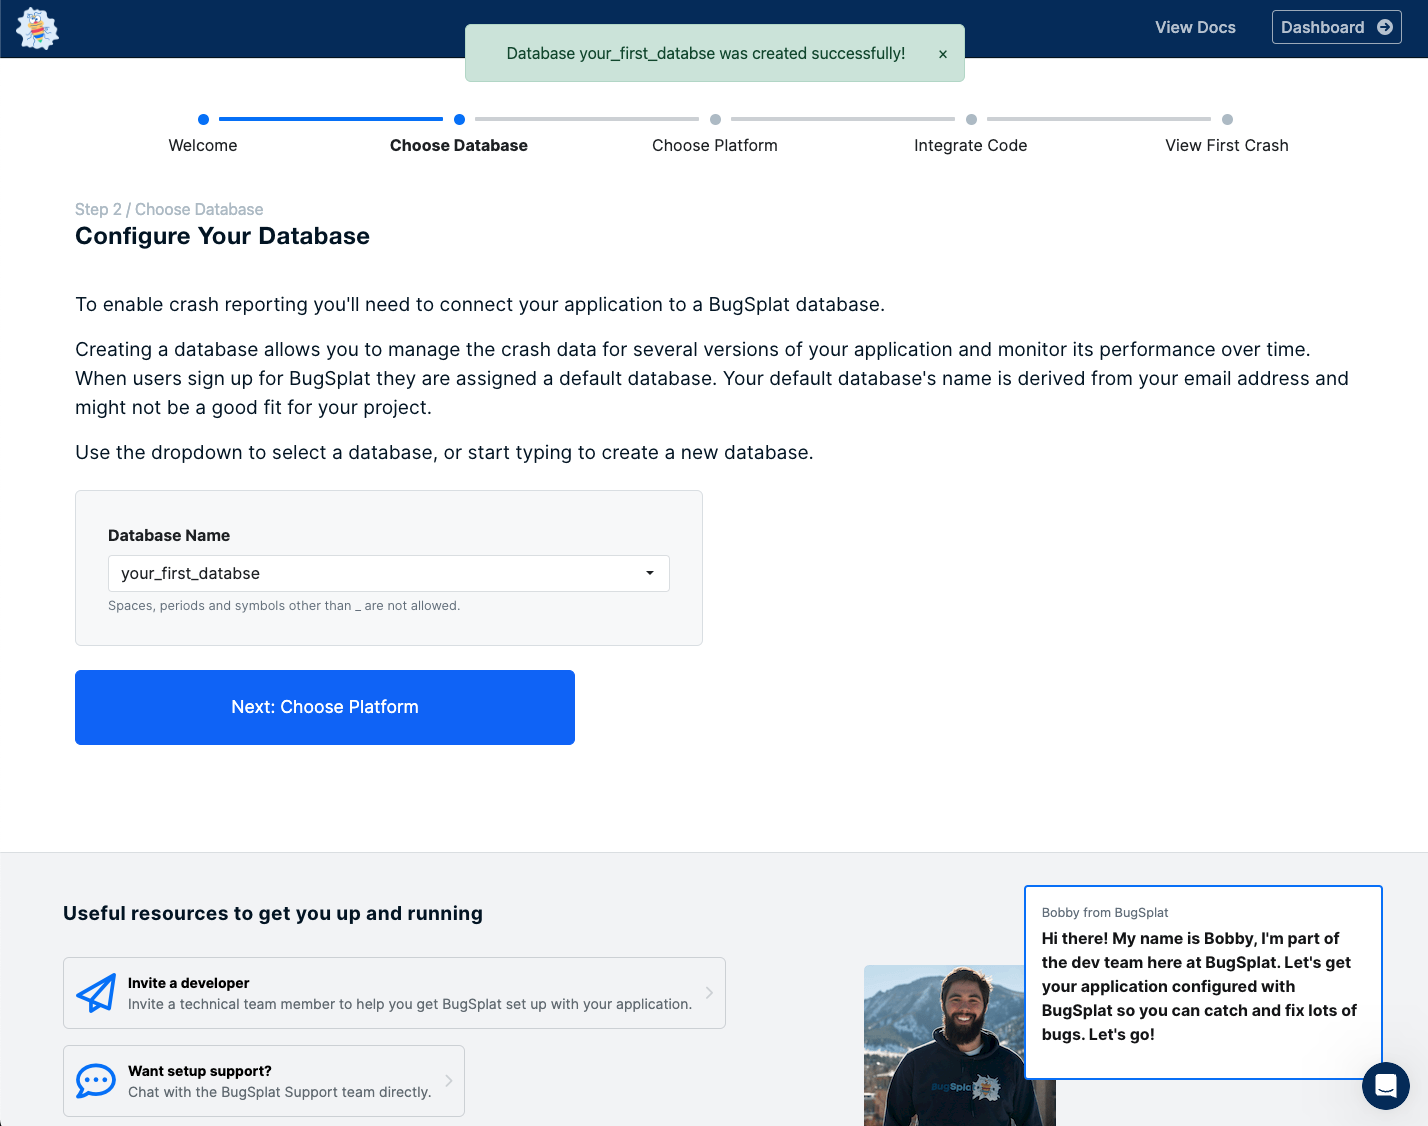 View Docs
Dashboard
Database your_first_databse was created successfully!
×
Welcome
Choose Database
Choose Platform
Integrate Code
View First Crash
Step 2 / Choose Database
Configure Your Database
To enable crash reporting you'll need to connect your application to a BugSplat database.
Creating a database allows you to manage the crash data for several versions of your application and monitor its performance over time.
When users sign up for BugSplat they are assigned a default database. Your default database's name is derived from your email address and
might not be a good fit for your project.
Use the dropdown to select a database, or start typing to create a new database.
Database Name
your_first_databse
Spaces, periods and symbols other than _ are not allowed.
Next: Choose Platform
Useful resources to get you up and running
Invite a developer
Invite a technical team member to help you get BugSplat set up with your application.
Want setup support?
Chat with the BugSplat Support team directly.
Bobby from BugSplat
Hi there! My name is Bobby, I'm part of
the dev team here at BugSplat. Let's get
your application configured with
BugSplat so you can catch and fix lots of
bugs. Let's go!
BugSpla